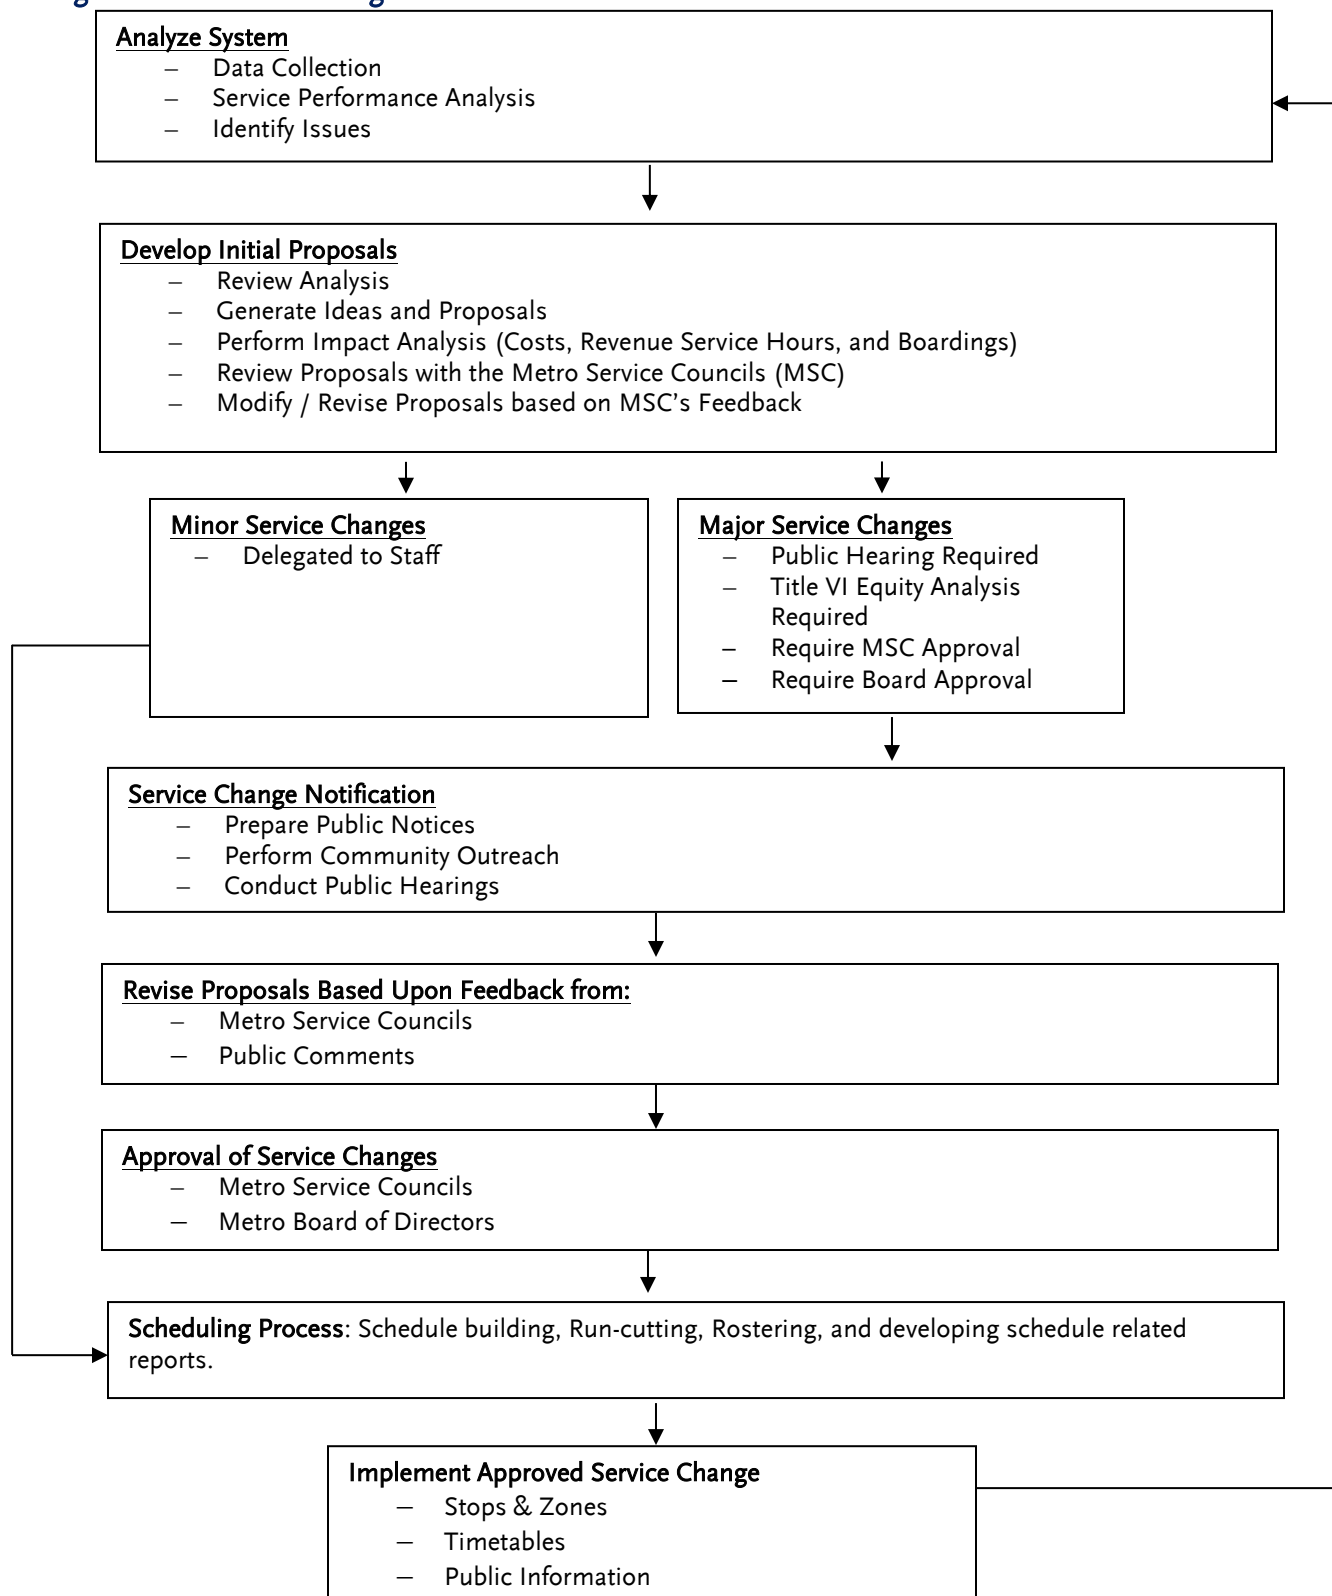 Analyze System
– Data Collection
– Service Performance Analysis
– Identify Issues
Develop Initial Proposals
– Review Analysis
– Generate Ideas and Proposals
– Perform Impact Analysis (Costs, Revenue Service Hours, and Boardings)
– Review Proposals with the Metro Service Councils (MSC)
– Modify / Revise Proposals based on MSC’s Feedback
Minor Service Changes
– Delegated to Staff
Major Service Changes
– Public Hearing Required
– Title VI Equity Analysis
Required
– Require MSC Approval
– Require Board Approval
Service Change Notification
– Prepare Public Notices
– Perform Community Outreach
– Conduct Public Hearings
Revise Proposals Based Upon Feedback from:
– Metro Service Councils
– Public Comments
Approval of Service Changes
– Metro Service Councils
– Metro Board of Directors
Scheduling Process: Schedule building, Run-cutting, Rostering, and developing schedule related
reports.
Implement Approved Service Change
– Stops & Zones
– Timetables
– Public Information